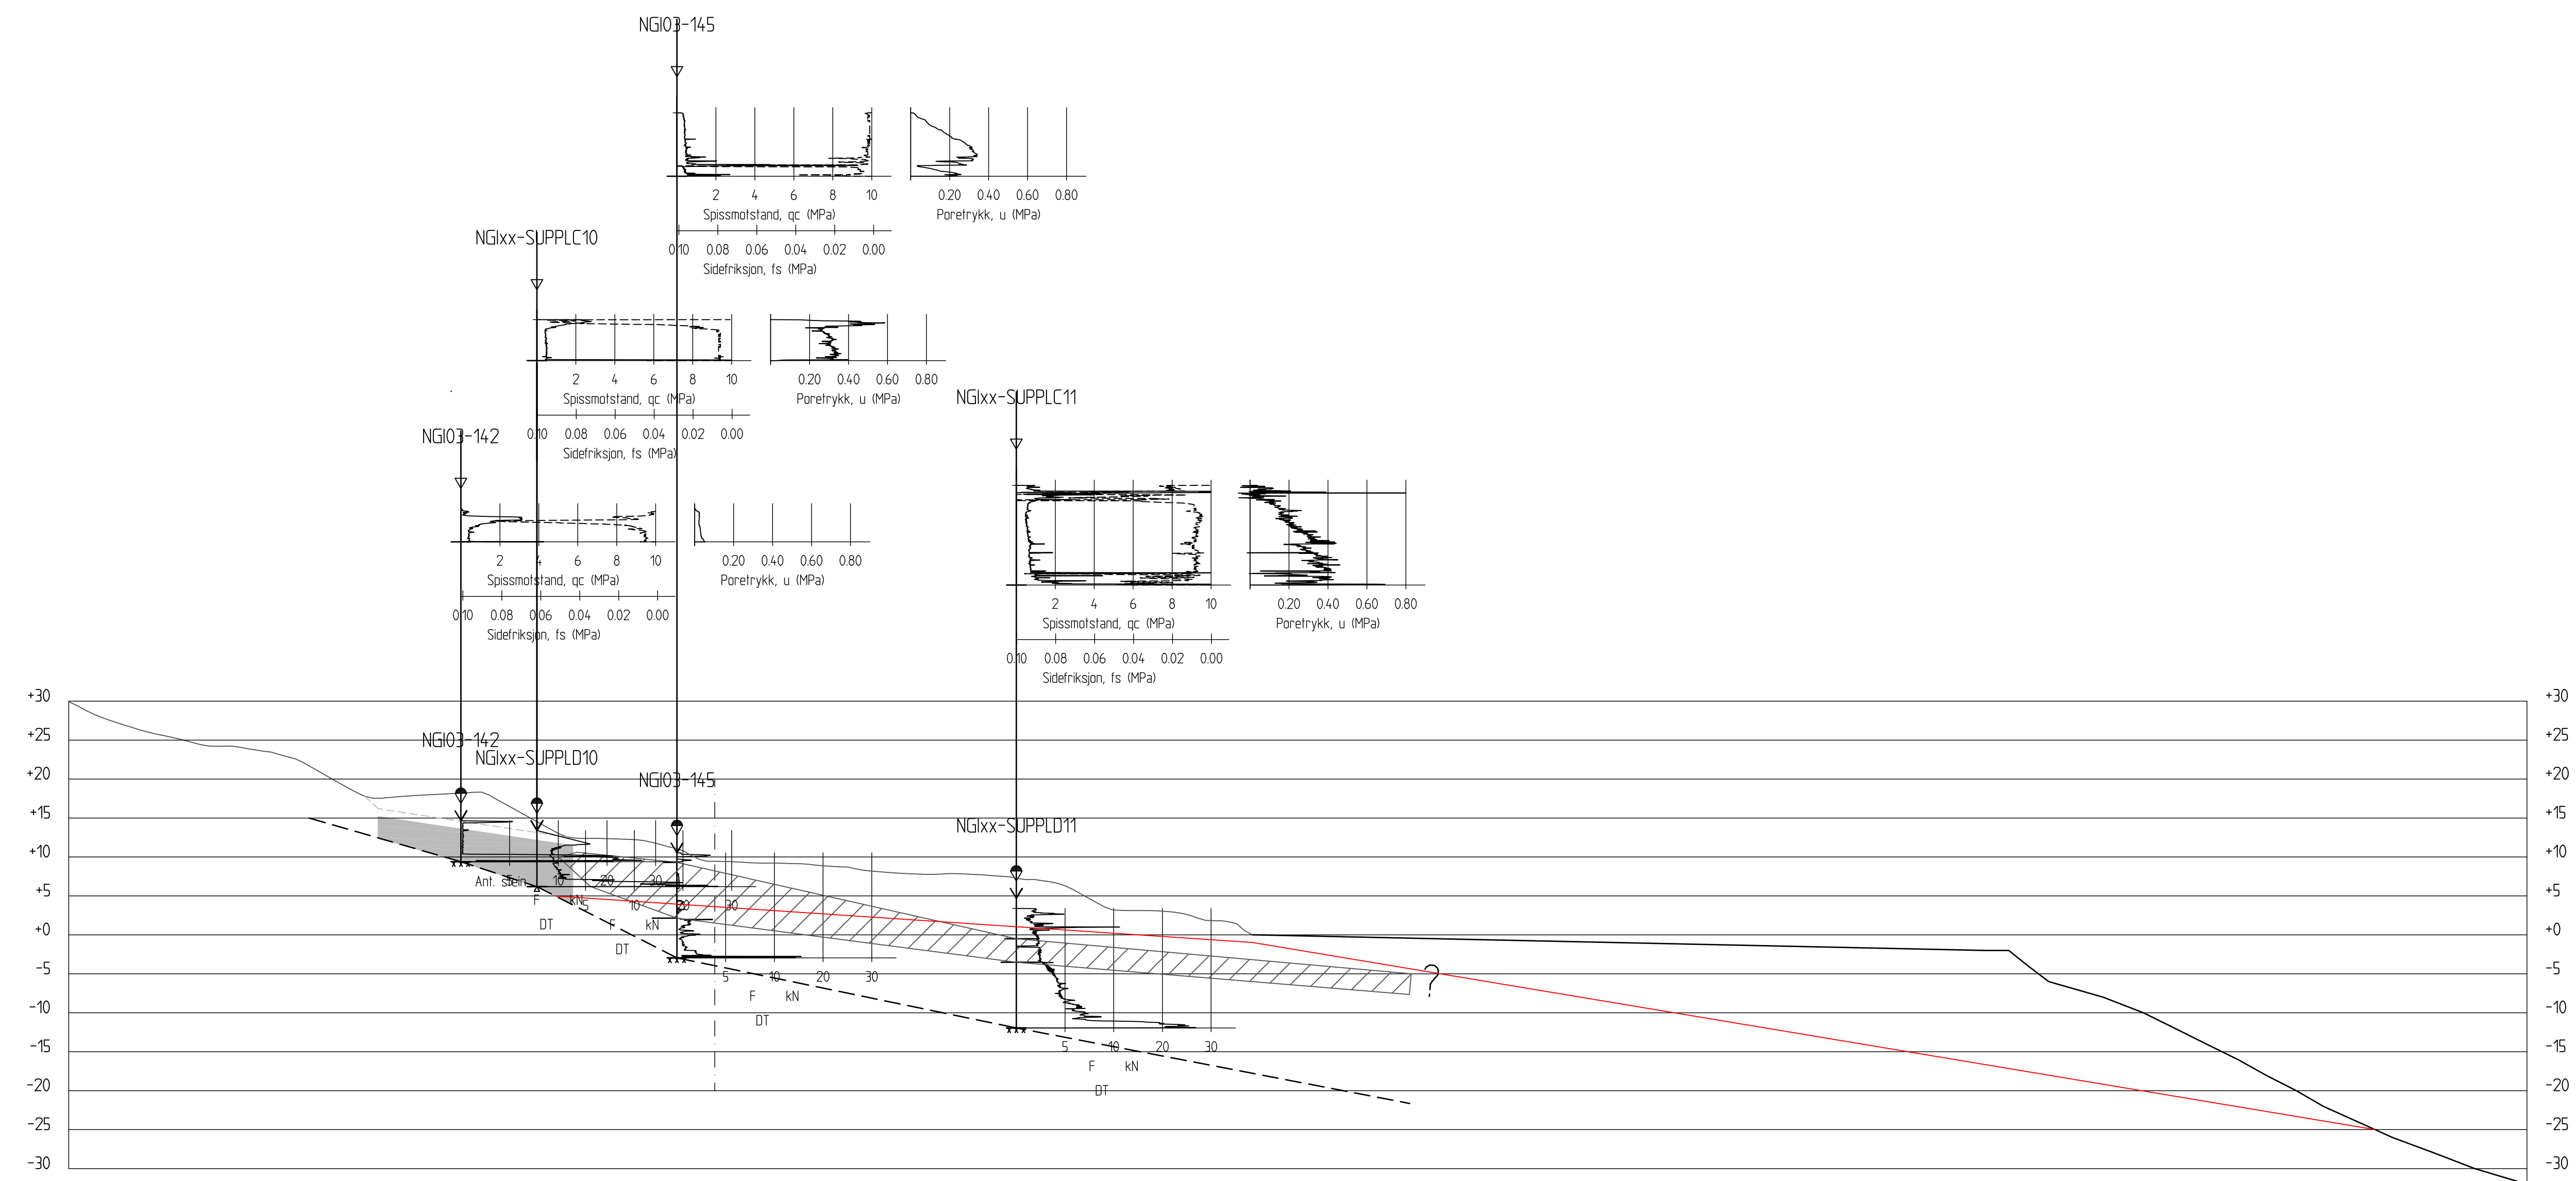 NGI03-145
2 4 6 8 10
0.20 0.40 0.60 0.80
Spissmotstand, qc (MPa)
Poretrykk, u (MPa)
0.10 0.08 0.06 0.04 0.02 0.00
Sidefriksjon, fs (MPa)
NGIxx-SUPPLC10
2 4 6 8 10
0.20 0.40 0.60 0.80
Spissmotstand, qc (MPa)
Poretrykk, u (MPa)
0.10 0.08 0.06 0.04 0.02 0.00
Sidefriksjon, fs (MPa)
NGI03-142
2 4 6 8 10
0.20 0.40 0.60 0.80
Spissmotstand, qc (MPa)
Poretrykk, u (MPa)
0.10 0.08 0.06 0.04 0.02 0.00
Sidefriksjon, fs (MPa)
NGIxx-SUPPLC11
2 4 6 8 10
0.20 0.40 0.60 0.80
Spissmotstand, qc (MPa)
Poretrykk, u (MPa)
0.10 0.08 0.06 0.04 0.02 0.00
Sidefriksjon, fs (MPa)
+30 +30
+25 +25
NGI03-142
NGIxx-SUPPLD10
+20 +20
NGI03-145
+15 +15
NGIxx-SUPPLD11
+10 +10
Ant. stein 5 10 20 30
+5 +5
F kN
5 10 20 30
DT
F kN
+0 +0
DT
-5 -5
?
5 10 20 30
F kN
-10 -10
DT
-15 -15
5 10 20 30
F kN
-20 -20
DT
-25 -25
-30 -30